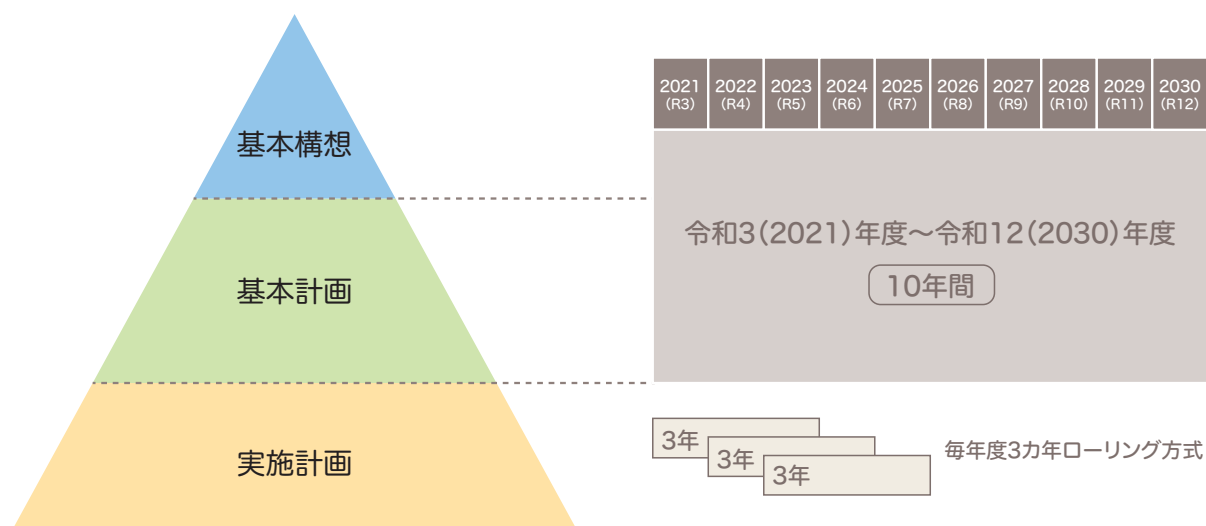 基本構想
基本計画
実施計画
2021 2022 2023 2024 2025 2026 2027 2028 2029 2030
(R3) (R4) (R5) (R6) (R7) (R8) (R9) (R10) (R11) (R12)
令和3(2021)年度〜令和12(2030)年度
10年間
3年
3年
3年
毎年度3カ年ローリング方式